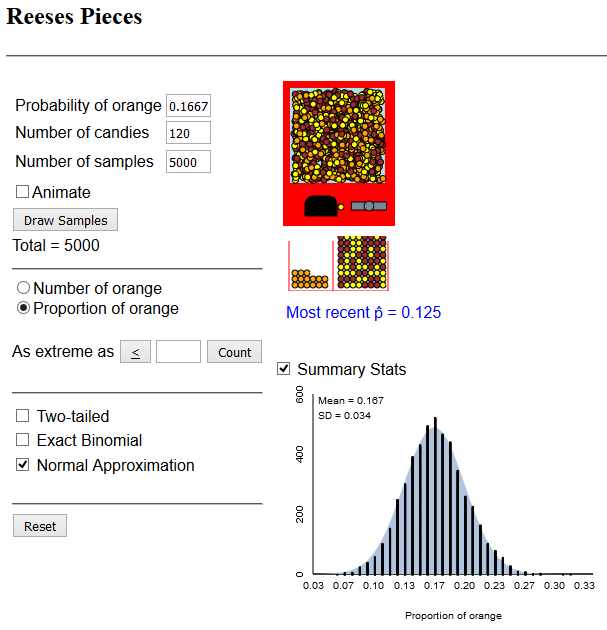 Reeses Pieces
Probability of orange 0.1667
Number of candies 120
Number of samples 5000
Animate
Draw Samples
Total = 5000
Number of orange
Proportion of orange
As extreme as ≤ Count
Two-tailed
Exact Binomial
Normal Approximation
Reset
Most recent p̂ = 0.125
Summary Stats
Mean = 0.167
SD = 0.034
600
400
200
0
0.03 0.07 0.10 0.13 0.17 0.20 0.23 0.27 0.30 0.33
Proportion of orange